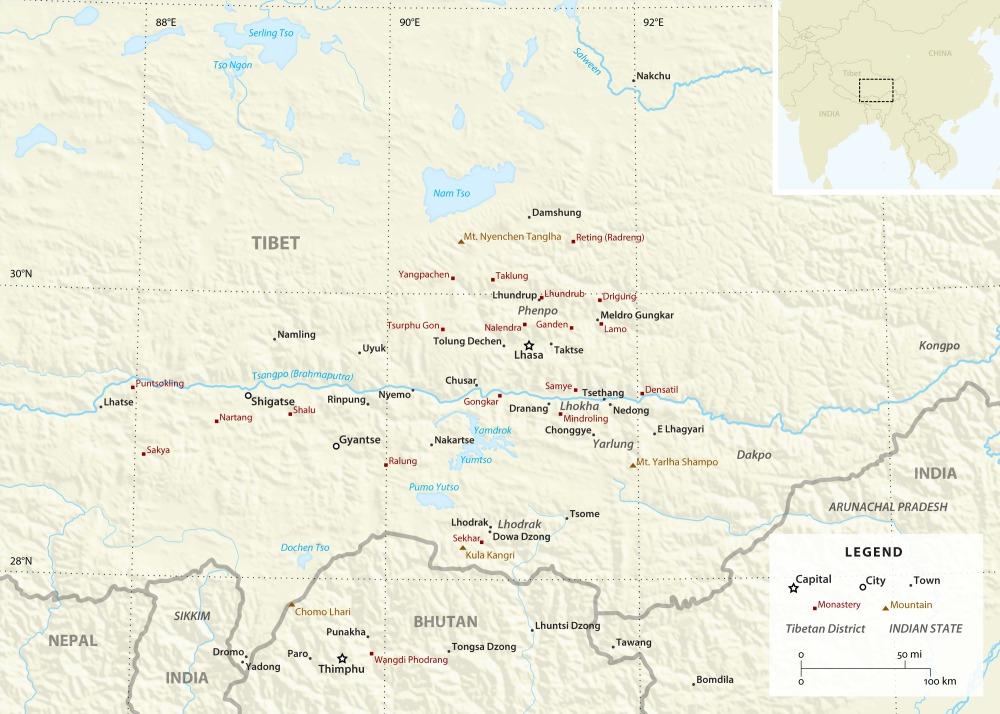 88°E
90°E
92°E
Serling Tso
Tso Ngon
Salween
Nakchu
CHINA
Tibet
INDIA
Nam Tso
Damshung
Mt. Nyenchen Tanglha
Reting (Radreng)
TIBET
30°N
Yangpachen
Taklung
Lhundrup
Lhundrub
Drigung
Phenpo
Meldro Gungkar
Tsurphu Gon
Nalendra
Ganden
Lamo
Namling
Uyuk
Tolung Dechen
Lhasa
Taktse
Kongpo
Tsangpo (Brahmaputra)
Puntsokling
Chusar
Samye
Tsethang
Densatil
Lhatse
Shigatse
Rinpung
Nyemo
Gongkar
Dranang
Lhokha
Nedong
Nartang
Shalu
Mindroling
Yamdrok
Chonggye
E Lhagyari
Gyantse
Nakartse
Yarlung
Sakya
Ralung
Yumtso
Mt. Yarlha Shampo
Dakpo
INDIA
Pumo Yutso
ARUNACHAL PRADESH
Lhodrak
Lhodrak
Tsome
Sekhar
Dowa Dzong
Dochen Tso
Kula Kangri
28°N
Chomo Lhari
SIKKIM
BHUTAN
NEPAL
Punakha
Lhuntsi Dzong
Dromo
Paro
Wangdi Phodrang
Tongsa Dzong
Tawang
Yadong
Thimphu
INDIA
Bomdila
LEGEND
Capital
City
Town
Monastery
Mountain
Tibetan District
INDIAN STATE
0
50 mi
0
100 km